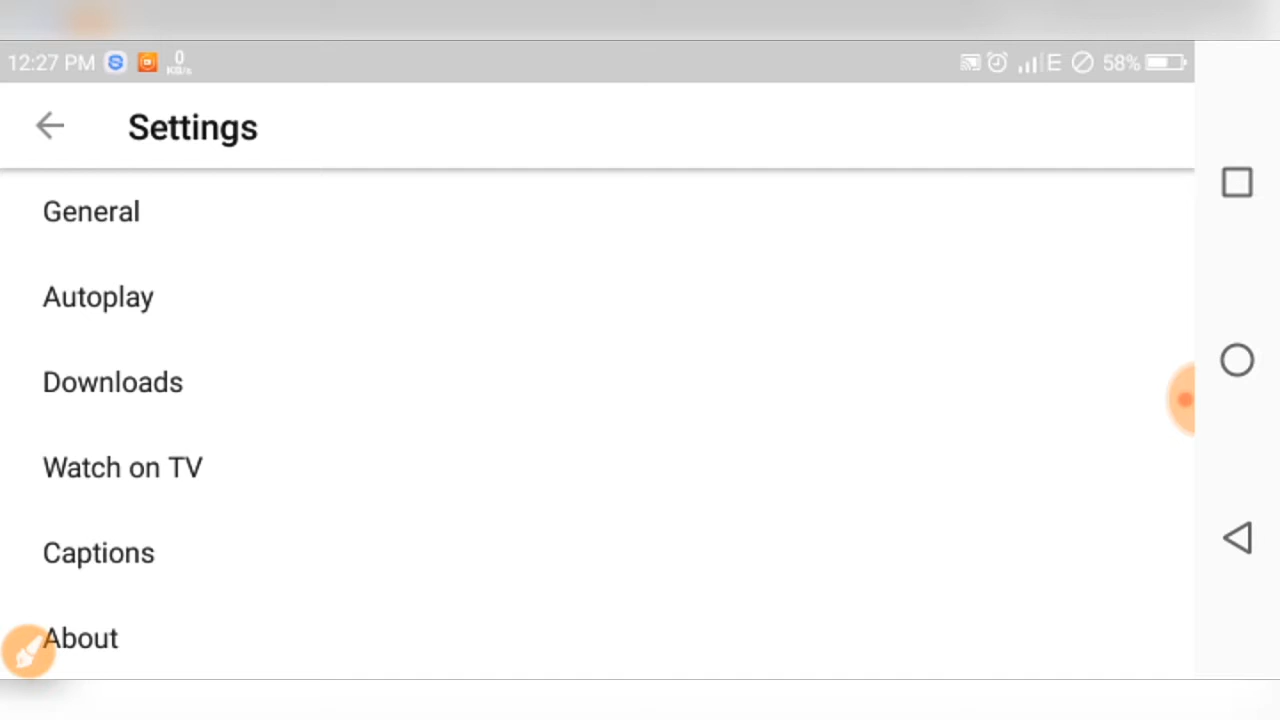 12:27 PM S 0 KB/s E 58%
Settings
General
Autoplay
Downloads
Watch on TV
Captions
About